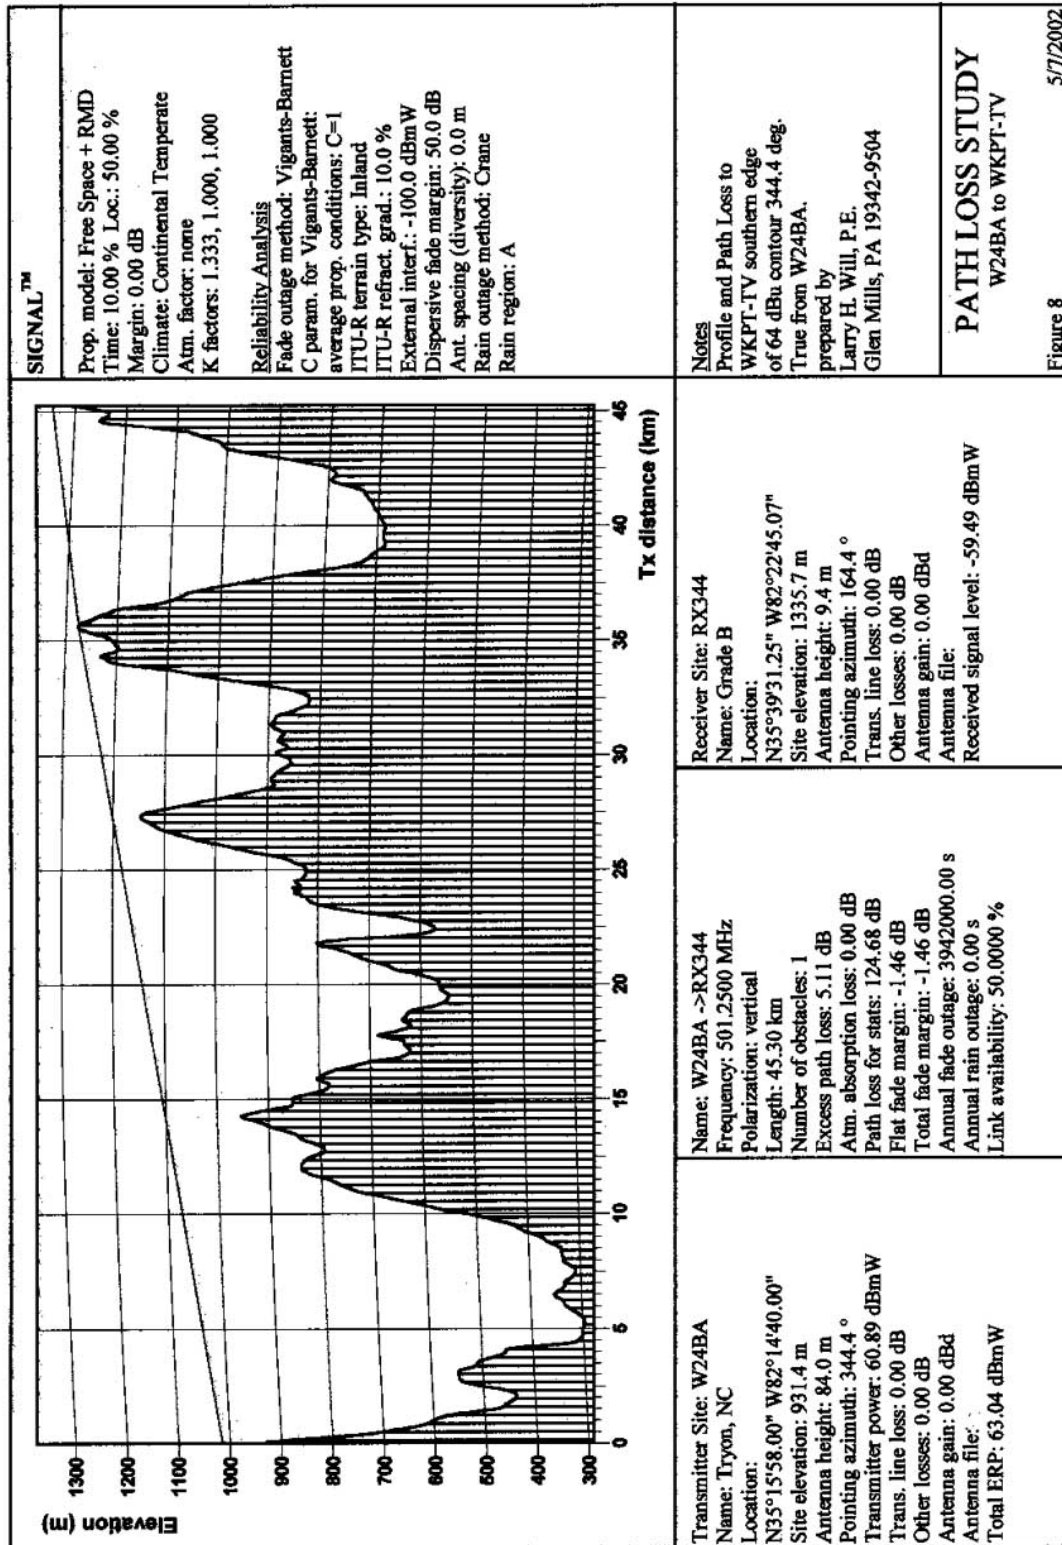 SIGNAL™
Prop. model: Free Space + RMD
Time: 10.00 % Loc.: 50.00 %
Margin: 0.00 dB
Climate: Continental Temperate
Atm. factor: none
K factors: 1.333, 1.000, 1.000
Reliability Analysis
Fade outage method: Vigants-Barnett
C param. for Vigants-Barnett:
average prop. conditions: C=1
ITU-R terrain type: Inland
ITU-R refract. grad.: 10.0 %
External interf.: -100.0 dBmW
Dispersive fade margin: 50.0 dB
Ant. spacing (diversity): 0.0 m
Rain outage method: Crane
Rain region: A
Elevation (m)
1300
1200
1100
1000
900
800
700
600
500
400
300
0
5
10
15
20
25
30
35
40
45
Tx distance (km)
Transmitter Site: W24BA
Name: Tryon, NC
Location:
N35°15'58.00" W82°14'40.00"
Site elevation: 931.4 m
Antenna height: 84.0 m
Pointing azimuth: 344.4 °
Transmitter power: 60.89 dBmW
Trans. line loss: 0.00 dB
Other losses: 0.00 dB
Antenna gain: 0.00 dBd
Antenna file:
Total ERP: 63.04 dBmW
Name: W24BA ->RX344
Frequency: 501.2500 MHz
Polarization: vertical
Length: 45.30 km
Number of obstacles: 1
Excess path loss: 5.11 dB
Atm. absorption loss: 0.00 dB
Path loss for stats: 124.68 dB
Flat fade margin: -1.46 dB
Total fade margin: -1.46 dB
Annual fade outage: 3942000.00 s
Annual rain outage: 0.00 s
Link availability: 50.0000 %
Receiver Site: RX344
Name: Grade B
Location:
N35°39'31.25" W82°22'45.07"
Site elevation: 1335.7 m
Antenna height: 9.4 m
Pointing azimuth: 164.4 °
Trans. line loss: 0.00 dB
Other losses: 0.00 dB
Antenna gain: 0.00 dBd
Antenna file:
Received signal level: -59.49 dBmW
Notes
Profile and Path Loss to
WKPT-TV southern edge
of 64 dBu contour 344.4 deg.
True from W24BA.
prepared by
Larry H. Will, P.E.
Glen Mills, PA 19342-9504
PATH LOSS STUDY
W24BA to WKPT-TV
Figure 8
5/7/2002